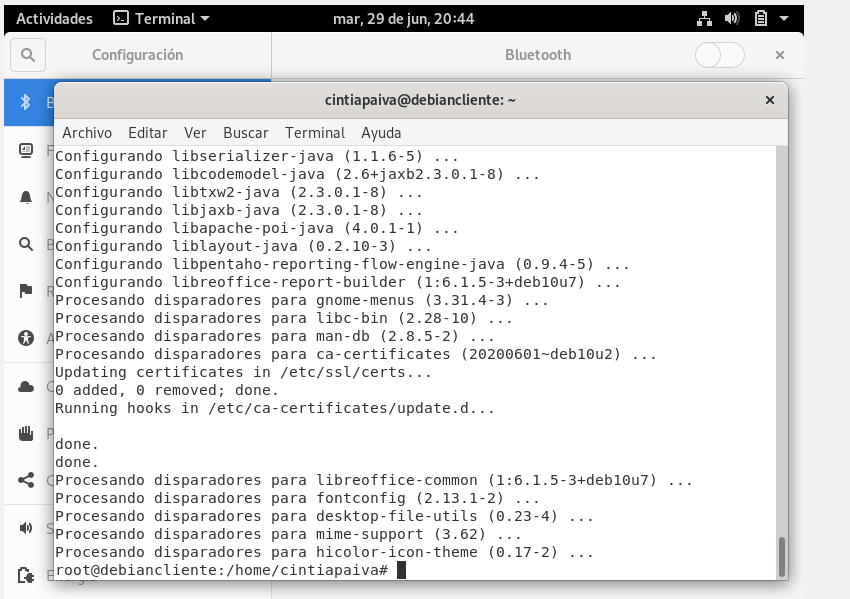 Actividades Terminal mar, 29 de jun, 20:44
Configuración Bluetooth
cintiapaiva@debiancliente: ~
Archivo Editar Ver Buscar Terminal Ayuda
Configurando libserializer-java (1.1.6-5) ...
Configurando libcodemodel-java (2.6+jaxb2.3.0.1-8) ...
Configurando libtxw2-java (2.3.0.1-8) ...
Configurando libjaxb-java (2.3.0.1-8) ...
Configurando libapache-poi-java (4.0.1-1) ...
Configurando liblayout-java (0.2.10-3) ...
Configurando libpentaho-reporting-flow-engine-java (0.9.4-5) ...
Configurando libreoffice-report-builder (1:6.1.5-3+deb10u7) ...
Procesando disparadores para gnome-menus (3.31.4-3) ...
Procesando disparadores para libc-bin (2.28-10) ...
Procesando disparadores para man-db (2.8.5-2) ...
Procesando disparadores para ca-certificates (20200601~deb10u2) ...
Updating certificates in /etc/ssl/certs...
0 added, 0 removed; done.
Running hooks in /etc/ca-certificates/update.d...
done.
done.
Procesando disparadores para libreoffice-common (1:6.1.5-3+deb10u7) ...
Procesando disparadores para fontconfig (2.13.1-2) ...
Procesando disparadores para desktop-file-utils (0.23-4) ...
Procesando disparadores para mime-support (3.62) ...
Procesando disparadores para hicolor-icon-theme (0.17-2) ...
root@debiancliente:/home/cintiapaiva#